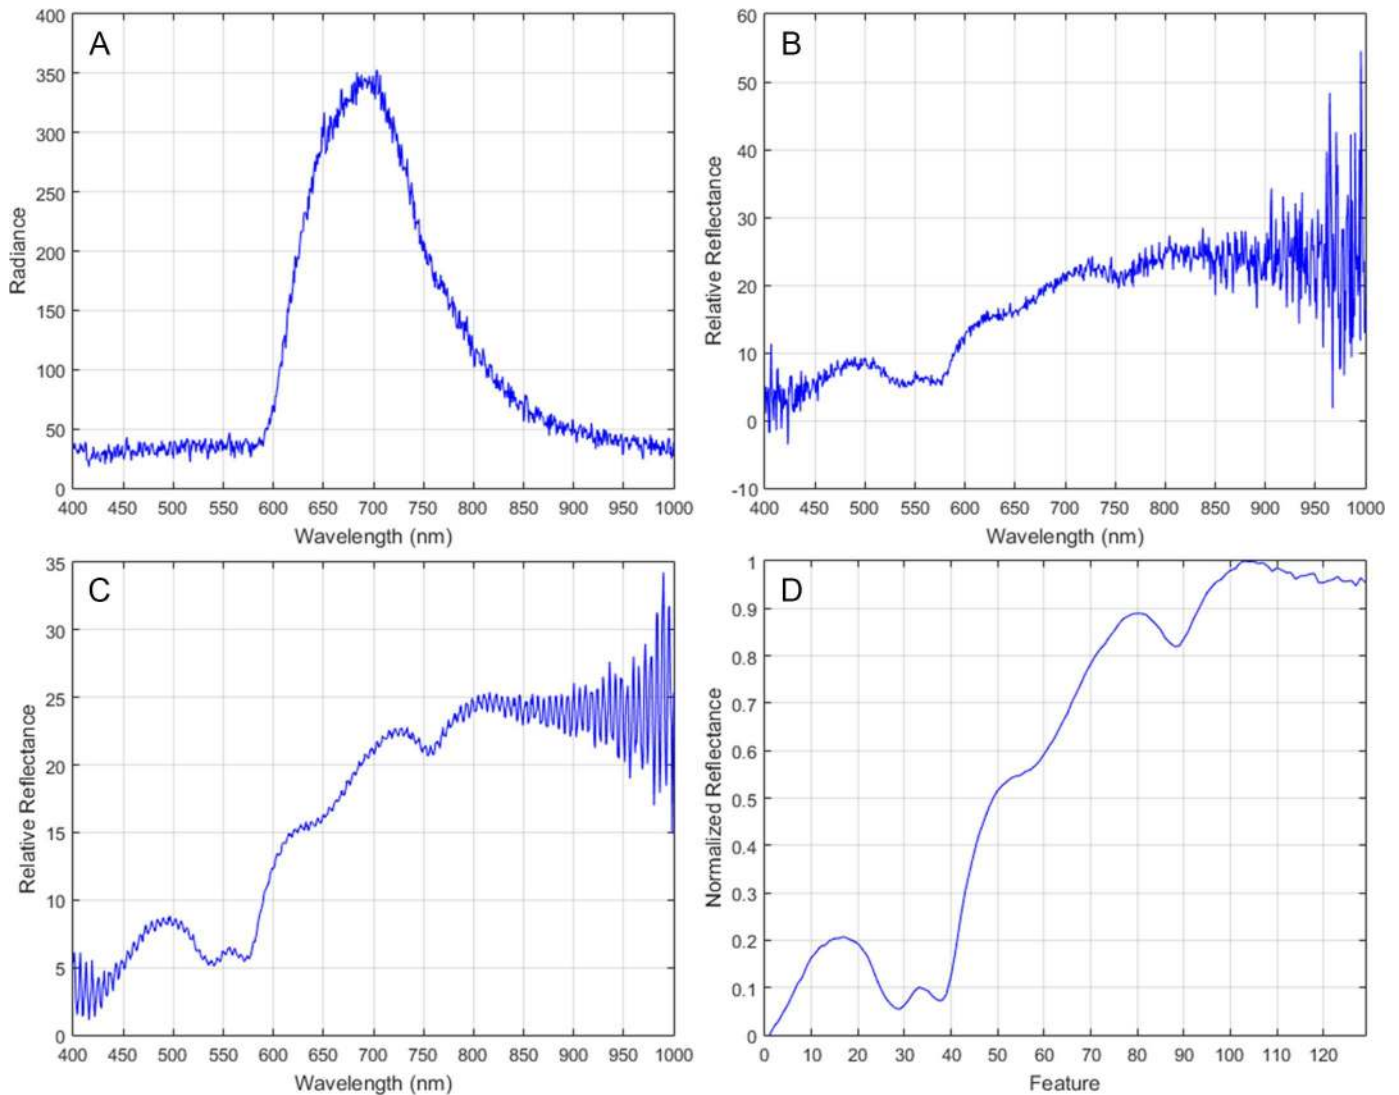 A
Radiance
400
350
300
250
200
150
100
50
0
400 450 500 550 600 650 700 750 800 850 900 950 1000
Wavelength (nm)
B
Relative Reflectance
60
50
40
30
20
10
0
-10
400 450 500 550 600 650 700 750 800 850 900 950 1000
Wavelength (nm)
C
Relative Reflectance
35
30
25
20
15
10
5
0
400 450 500 550 600 650 700 750 800 850 900 950 1000
Wavelength (nm)
D
Normalized Reflectance
1
0.9
0.8
0.7
0.6
0.5
0.4
0.3
0.2
0.1
0
0 10 20 30 40 50 60 70 80 90 100 110 120
Feature